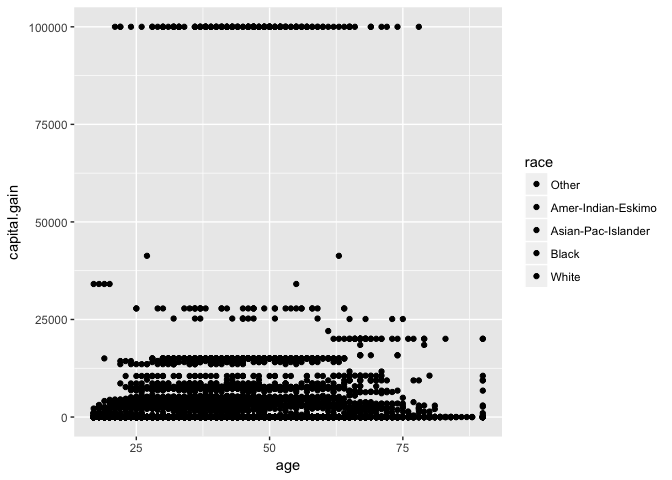 100000
75000
50000
25000
0
capital.gain
25
50
75
age
race
Other
Amer-Indian-Eskimo
Asian-Pac-Islander
Black
White